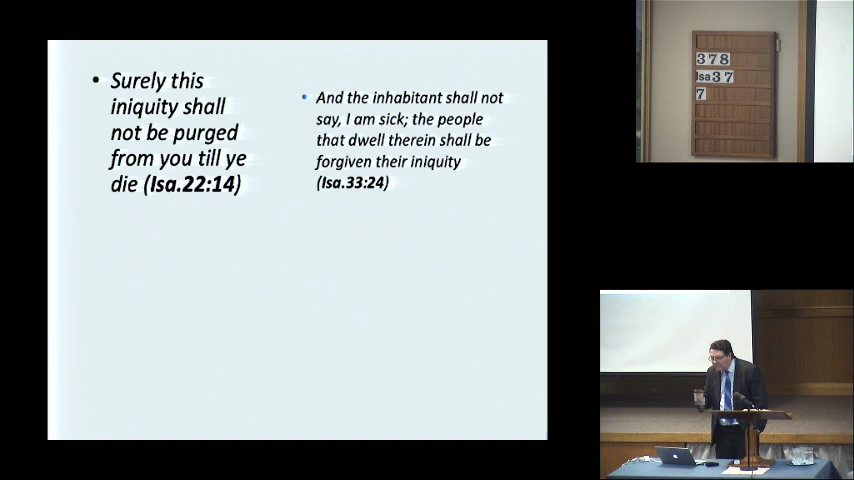 • Surely this
iniquity shall
not be purged
from you till ye
die (Isa.22:14)
• And the inhabitant shall not
say, I am sick; the people
that dwell therein shall be
forgiven their iniquity
(Isa.33:24)
378
Isa37
7